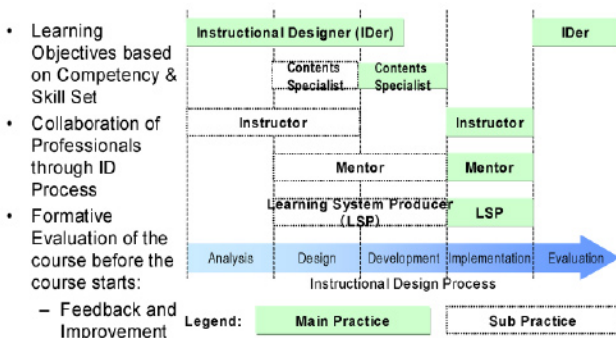 • Learning
Objectives based
on Competency &
Skill Set
• Collaboration of
Professionals
through ID
Process
• Formative
Evaluation of the
course before the
course starts:
– Feedback and
Improvement
Instructional Designer (IDer)
IDer
Contents
Specialist
Contents
Specialist
Instructor
Instructor
Mentor
Mentor
Learning System Producer
(LSP)
LSP
Analysis
Design
Development
Implementation
Evaluation
Instructional Design Process
Legend:
Main Practice
Sub Practice